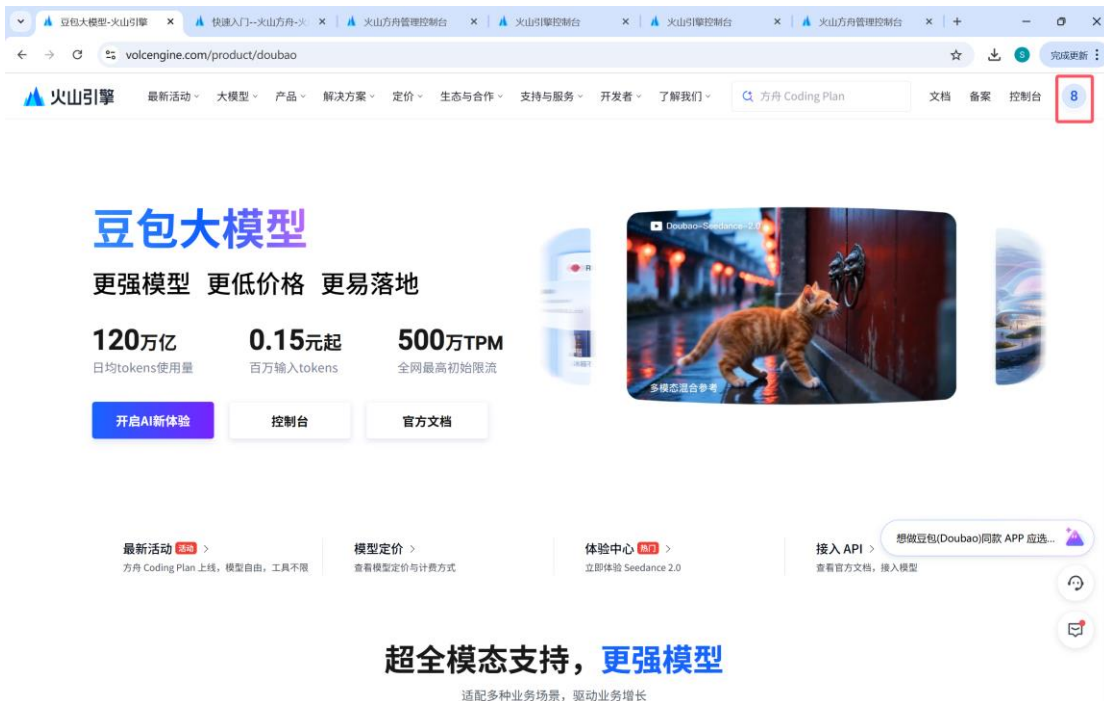 豆包大模型-火山引擎
快速入门--火山方舟-火
火山方舟管理控制台
火山引擎控制台
火山引擎控制台
火山方舟管理控制台
volcengine.com/product/doubao
S
完成更新
火山引擎
最新活动
大模型
产品
解决方案
定价
生态与合作
支持与服务
开发者
了解我们
方舟 Coding Plan
文档
备案
控制台
8
豆包大模型
更强模型 更低价格 更易落地
120万亿
日均tokens使用量
0.15元起
百万输入tokens
500万TPM
全网最高初始限流
开启AI新体验
控制台
官方文档
Doubao-Seedance-2.0
多模态混合参考
最新活动 活动
方舟 Coding Plan 上线，模型自由，工具不限
模型定价
查看模型定价与计费方式
体验中心 热门
立即体验 Seedance 2.0
接入 API
查看官方文档，接入模型
想做豆包(Doubao)同款 APP 应选...
超全模态支持，更强模型
适配多种业务场景，驱动业务增长